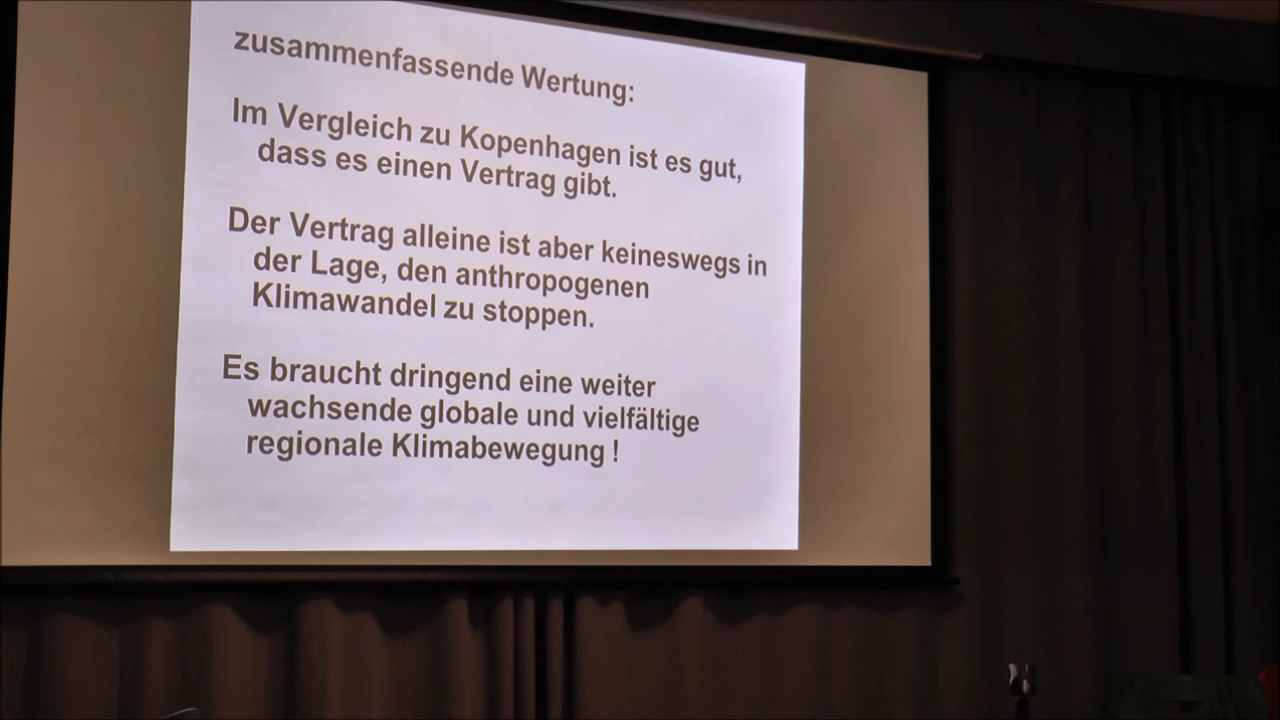 zusammenfassende Wertung:
Im Vergleich zu Kopenhagen ist es gut,
dass es einen Vertrag gibt.
Der Vertrag alleine ist aber keineswegs in
der Lage, den anthropogenen
Klimawandel zu stoppen.
Es braucht dringend eine weiter
wachsende globale und vielfältige
regionale Klimabewegung !